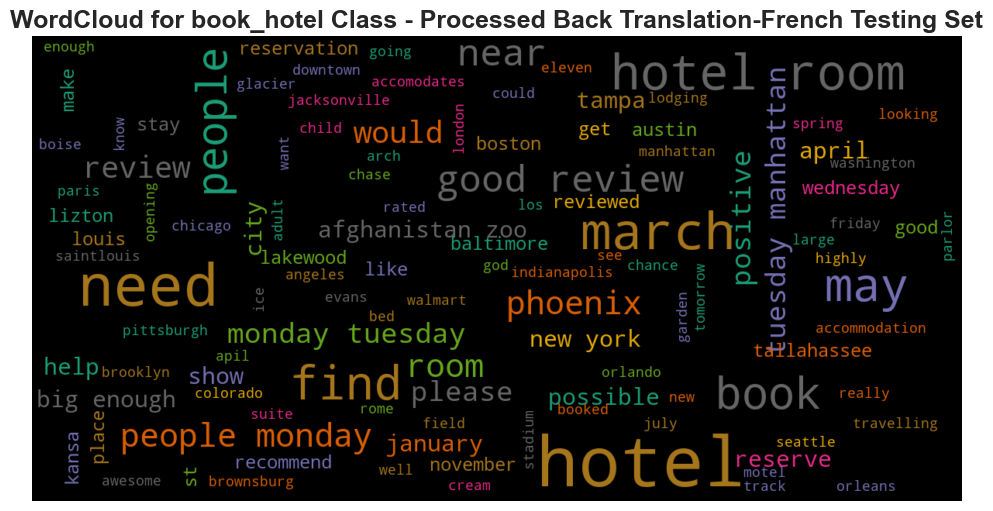 WordCloud for book_hotel Class - Processed Back Translation-French Testing Set
enough
reservation
going
near
eleven
hotel room
downtown
glacier
accomodates
make
people
jacksonville
could
tampa
lodging
looking
know
stay
child
would
london
boston
get
austin
spring
boise
want
arch
manhattan
april
washington
review
chase
good review
positive
tuesday manhattan
wednesday
paris
opening
adult
rated
los
reviewed
lizton
chicago
city
afghanistan zoo
march
friday
good
parlor
louis
baltimore
see
large
saintlouis
lakewood
god
chance
highly
angeles
like
indianapolis
need
ice
evans
walmart
phoenix
garden
tomorrow
may
bed
pittsburgh
monday tuesday
new york
accommodation
apil
tallahassee
help
brooklyn
show
find
room
orlando
colorado
please
possible
new
book
really
big enough
suite
rome
booked
place
people monday
field
january
stadium
july
travelling
kansa
seattle
st
recommend
well
november
hotel
reserve
motel
awesome
brownsburg
cream
track
orleans